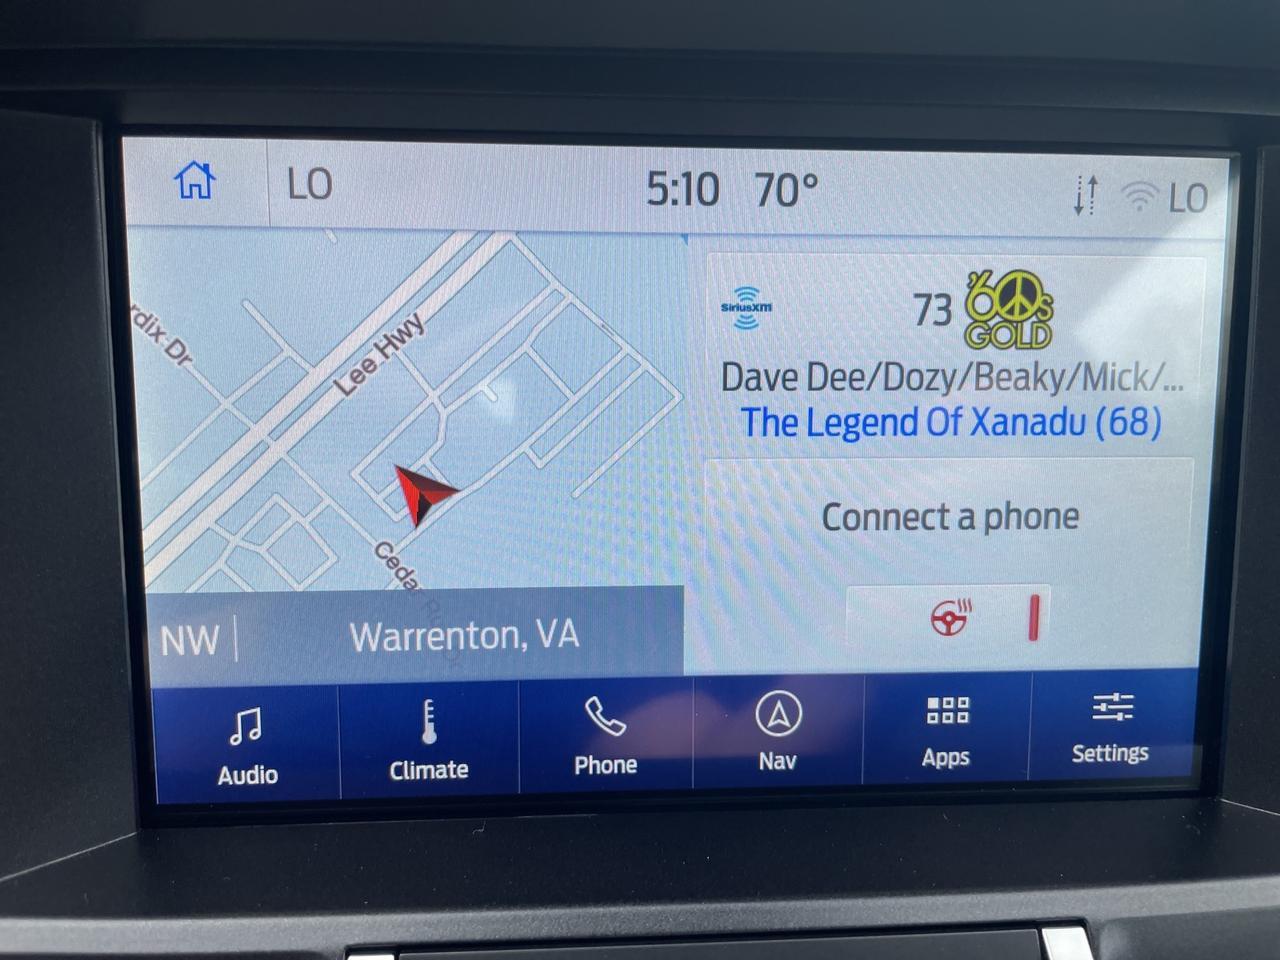 LO
5:10 70°
LO
rdix Dr
Lee Hwy
SiriusXM
73
'60s
GOLD
Dave Dee/Dozy/Beaky/Mick/...
The Legend Of Xanadu (68)
Connect a phone
Cedar
NW
Warrenton, VA
Audio
Climate
Phone
Nav
Apps
Settings